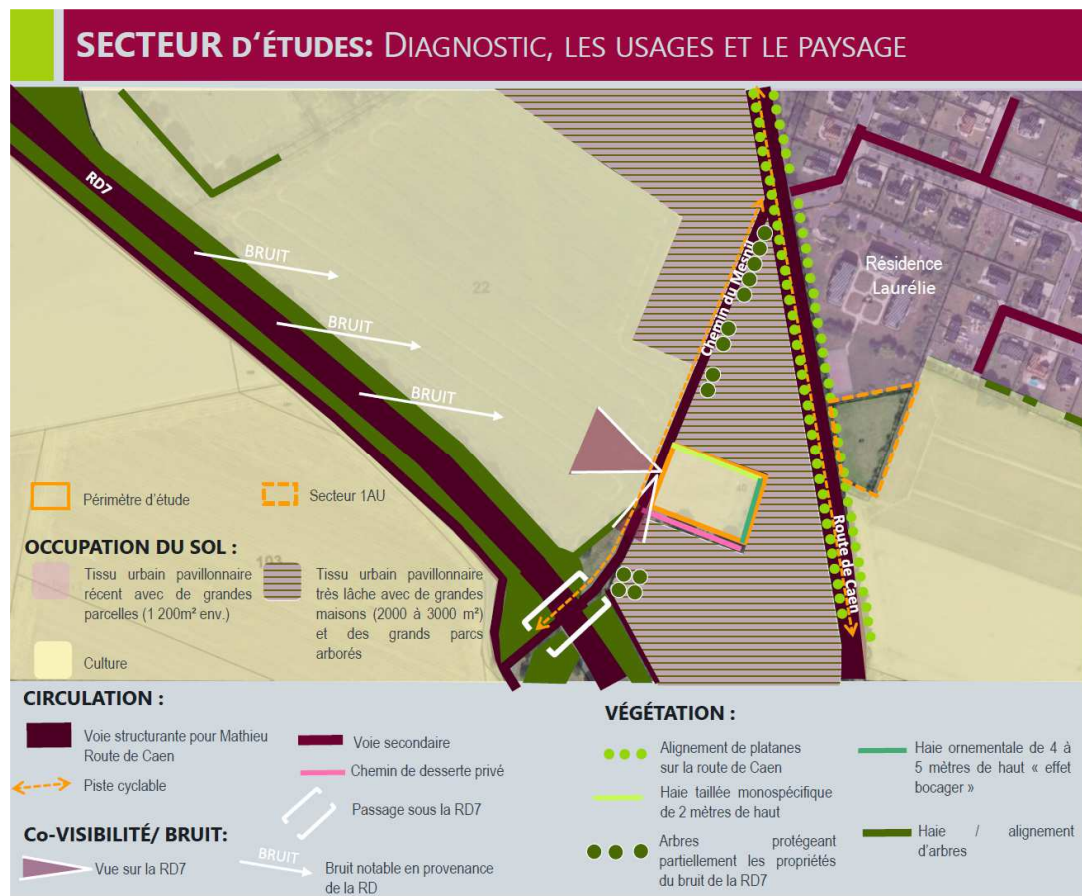 SECTEUR D'ÉTUDES: DIAGNOSTIC, LES USAGES ET LE PAYSAGE
RD7
BRUIT
22
BRUIT
BRUIT
Chemin du Mesnil
Résidence
Laurélie
Route de Caen
Périmètre d'étude
Secteur 1AU
OCCUPATION DU SOL :
103
Tissu urbain pavillonnaire
récent avec de grandes
parcelles (1 200m² env.)
Tissu urbain pavillonnaire
très lâche avec de grandes
maisons (2000 à 3000 m²)
et des grands parcs
arborés
Culture
CIRCULATION :
Voie structurante pour Mathieu
Route de Caen
Piste cyclable
Voie secondaire
Chemin de desserte privé
Passage sous la RD7
Co-VISIBILITÉ/ BRUIT:
Vue sur la RD7
BRUIT
Bruit notable en provenance
de la RD
VÉGÉTATION :
Alignement de platanes
sur la route de Caen
Haie taillée monospécifique
de 2 mètres de haut
Arbres protégeant
partiellement les propriétés
du bruit de la RD7
Haie ornementale de 4 à
5 mètres de haut « effet
bocager »
Haie / alignement
d'arbres